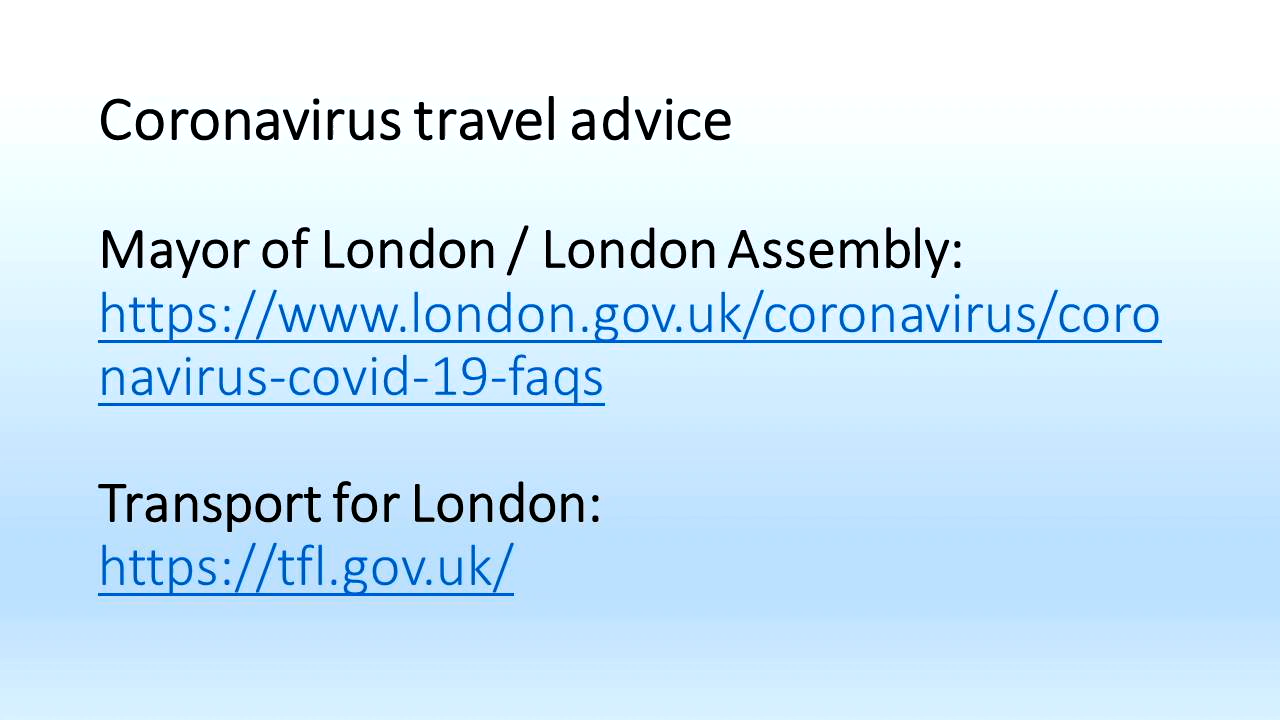 Coronavirus travel advice
Mayor of London / London Assembly:
https://www.london.gov.uk/coronavirus/coro
navirus-covid-19-faqs
Transport for London:
https://tfl.gov.uk/